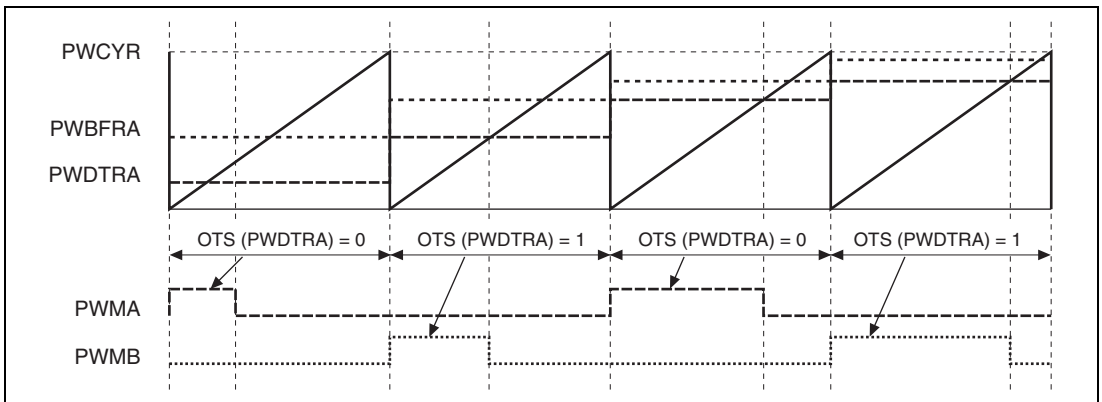 PWCYR
PWBFRA
PWDTRA
OTS (PWDTRA) = 0
OTS (PWDTRA) = 1
OTS (PWDTRA) = 0
OTS (PWDTRA) = 1
PWMA
PWMB